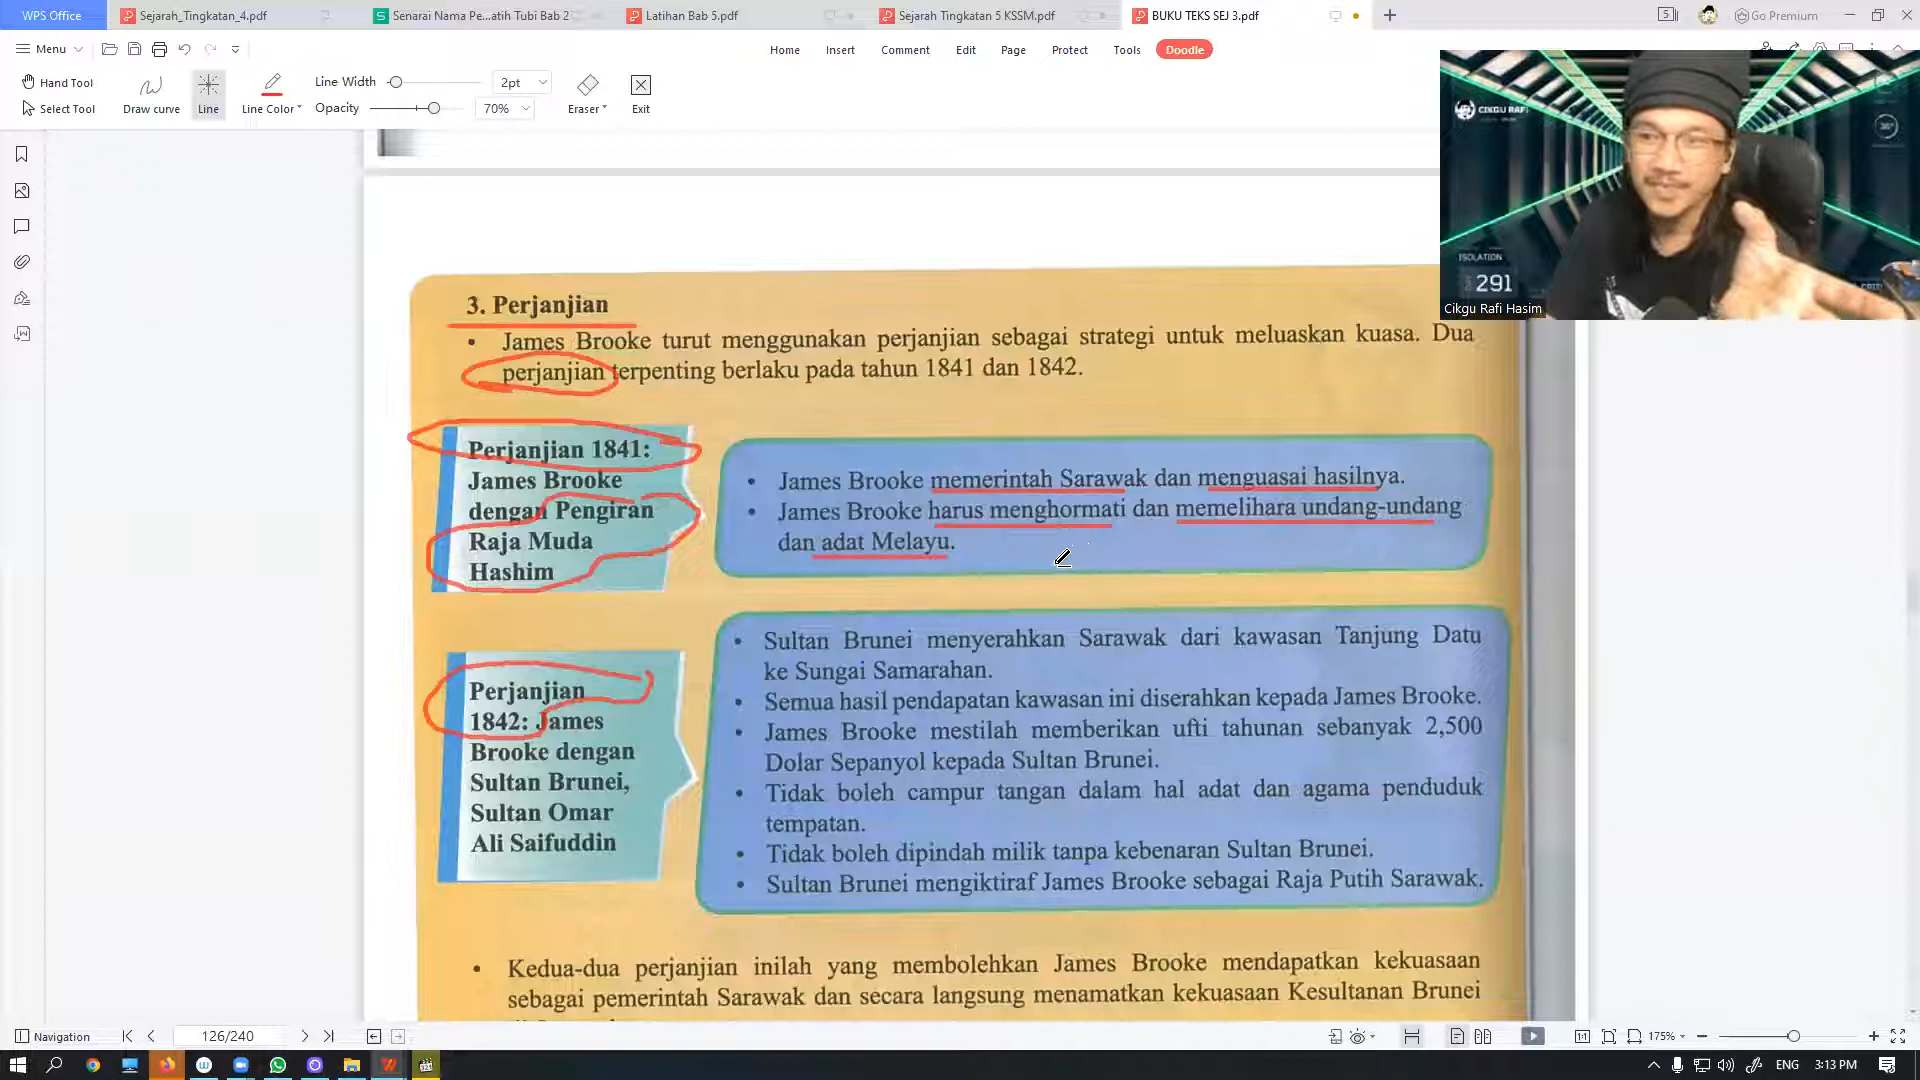 WPS Office
Sejarah_Tingkatan_4.pdf
Senarai Nama Pe...atih Tubi Bab 2
Latihan Bab 5.pdf
Sejarah Tingkatan 5 KSSM.pdf
BUKU TEKS SEJ 3.pdf
5
Go Premium
Menu
Home Insert Comment Edit Page Protect Tools Doodle
Hand Tool
Select Tool
Draw curve
Line
Line Color
Line Width
2pt
Opacity
70%
Eraser
Exit
CIKGU RAFI
36°
ISOLATION
291
Cikgu Rafi Hasim
3. Perjanjian
• James Brooke turut menggunakan perjanjian sebagai strategi untuk meluaskan kuasa. Dua
perjanjian terpenting berlaku pada tahun 1841 dan 1842.
Perjanjian 1841:
James Brooke
dengan Pengiran
Raja Muda
Hashim
• James Brooke memerintah Sarawak dan menguasai hasilnya.
• James Brooke harus menghormati dan memelihara undang-undang
dan adat Melayu.
Perjanjian
1842: James
Brooke dengan
Sultan Brunei,
Sultan Omar
Ali Saifuddin
• Sultan Brunei menyerahkan Sarawak dari kawasan Tanjung Datu
ke Sungai Samarahan.
• Semua hasil pendapatan kawasan ini diserahkan kepada James Brooke.
• James Brooke mestilah memberikan ufti tahunan sebanyak 2,500
Dolar Sepanyol kepada Sultan Brunei.
• Tidak boleh campur tangan dalam hal adat dan agama penduduk
tempatan.
• Tidak boleh dipindah milik tanpa kebenaran Sultan Brunei.
• Sultan Brunei mengiktiraf James Brooke sebagai Raja Putih Sarawak.
• Kedua-dua perjanjian inilah yang membolehkan James Brooke mendapatkan kekuasaan
sebagai pemerintah Sarawak dan secara langsung menamatkan kekuasaan Kesultanan Brunei
Navigation
126/240
175%
ENG
3:13 PM